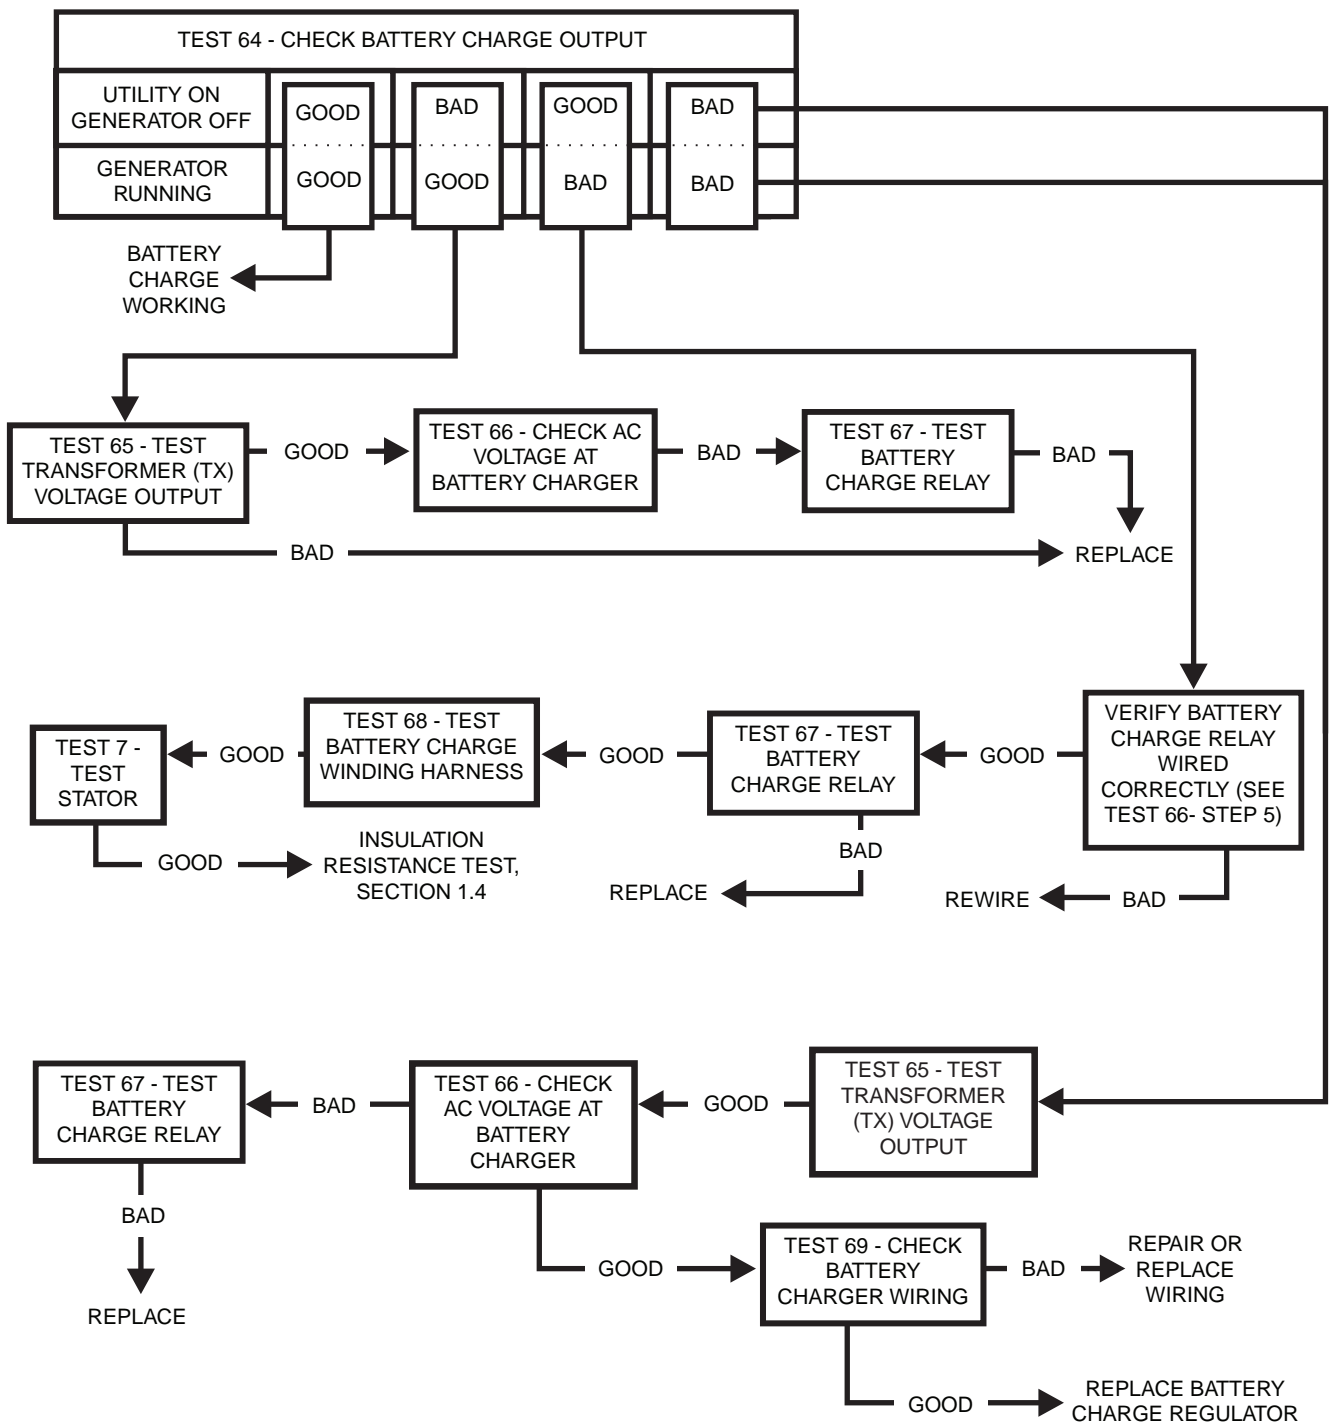 TEST 64 - CHECK BATTERY CHARGE OUTPUT
UTILITY ON
GENERATOR OFF
GOOD
BAD
GOOD
BAD
GENERATOR
RUNNING
GOOD
GOOD
BAD
BAD
BATTERY
CHARGE
WORKING
TEST 65 - TEST
TRANSFORMER (TX)
VOLTAGE OUTPUT
GOOD
TEST 66 - CHECK AC
VOLTAGE AT
BATTERY CHARGER
BAD
TEST 67 - TEST
BATTERY
CHARGE RELAY
BAD
BAD
REPLACE
VERIFY BATTERY
CHARGE RELAY
WIRED
CORRECTLY (SEE
TEST 66- STEP 5)
GOOD
TEST 67 - TEST
BATTERY
CHARGE RELAY
GOOD
TEST 68 - TEST
BATTERY CHARGE
WINDING HARNESS
GOOD
TEST 7 -
TEST
STATOR
GOOD
INSULATION
RESISTANCE TEST,
SECTION 1.4
BAD
REPLACE
BAD
REWIRE
TEST 65 - TEST
TRANSFORMER
(TX) VOLTAGE
OUTPUT
GOOD
TEST 66 - CHECK
AC VOLTAGE AT
BATTERY
CHARGER
BAD
TEST 67 - TEST
BATTERY
CHARGE RELAY
BAD
REPLACE
GOOD
TEST 69 - CHECK
BATTERY
CHARGER WIRING
BAD
REPAIR OR
REPLACE
WIRING
GOOD
REPLACE BATTERY
CHARGE REGULATOR